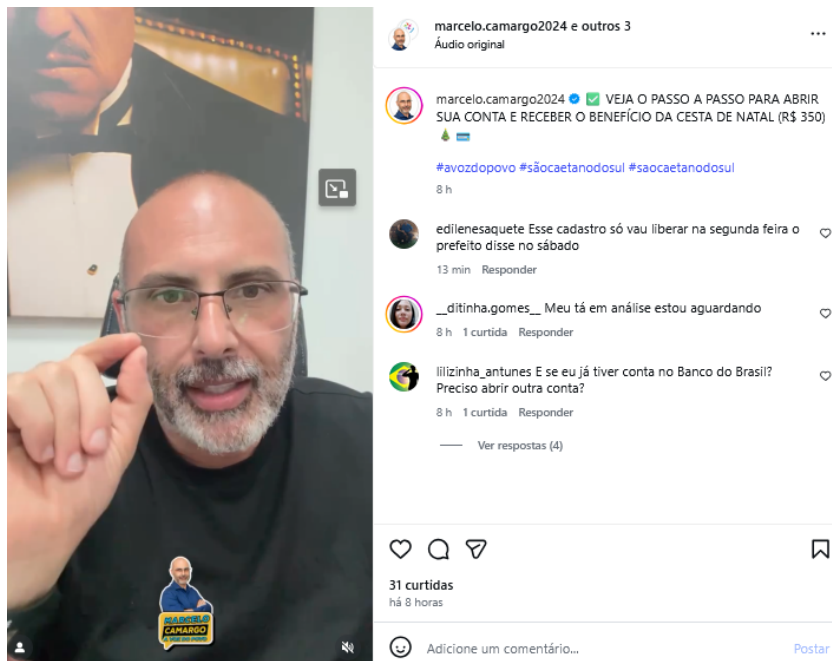 marcelo.camargo2024 e outros 3
Áudio original
marcelo.camargo2024 ✅ VEJA O PASSO A PASSO PARA ABRIR
SUA CONTA E RECEBER O BENEFÍCIO DA CESTA DE NATAL (R$ 350)
🎄 💳
#avozdopovo #sãocaetanodosul #saocaetanodosul
8 h
edilenesaquete Esse cadastro só vau liberar na segunda feira o
prefeito disse no sábado
13 min Responder
__ditinha.gomes__ Meu tá em análise estou aguardando
8 h 1 curtida Responder
lilizinha_antunes E se eu já tiver conta no Banco do Brasil?
Preciso abrir outra conta?
8 h 1 curtida Responder
Ver respostas (4)
31 curtidas
há 8 horas
Adicione um comentário...
Postar
MARCELO
CAMARGO
A VOZ DO POVO